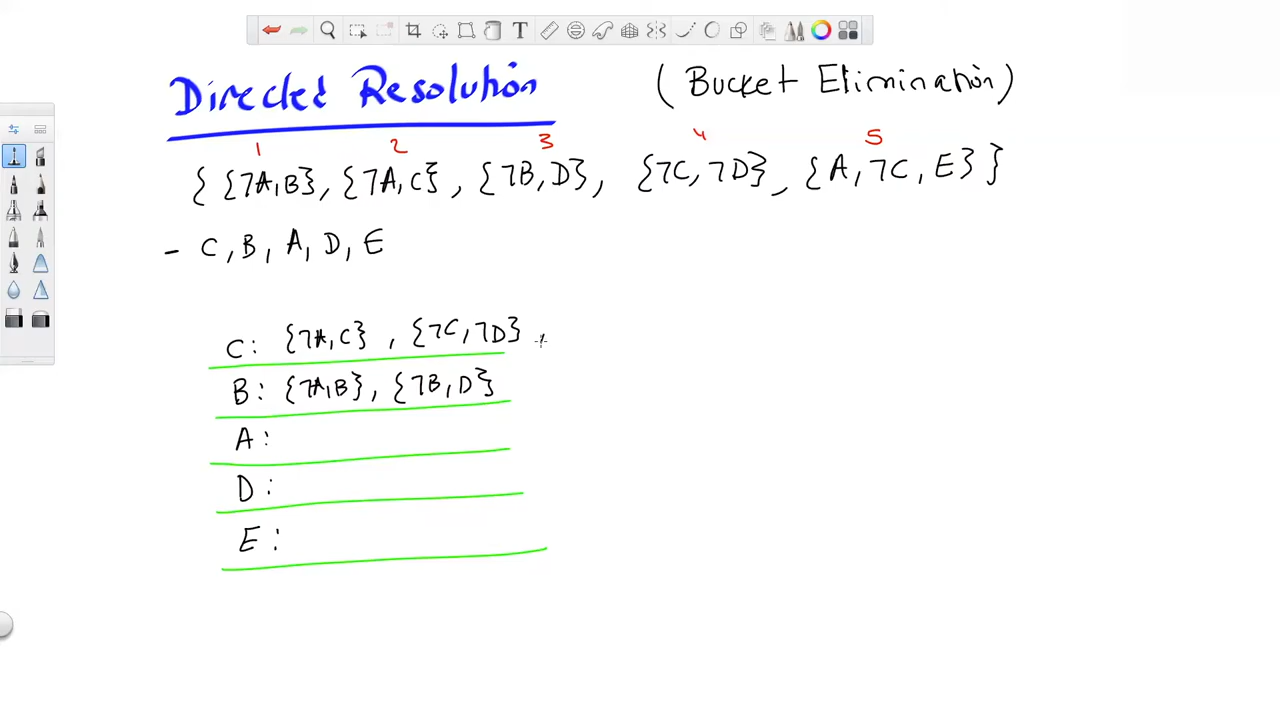 Directed Resolution (Bucket Elimination)
1 2 3 4 5
{ {¬A,B}, {¬A,C}, {¬B,D}, {¬C,¬D}, {A,¬C,E} }
- C, B, A, D, E
C: {¬A,C} , {¬C,¬D}
B: {¬A,B}, {¬B,D}
A:
D:
E: